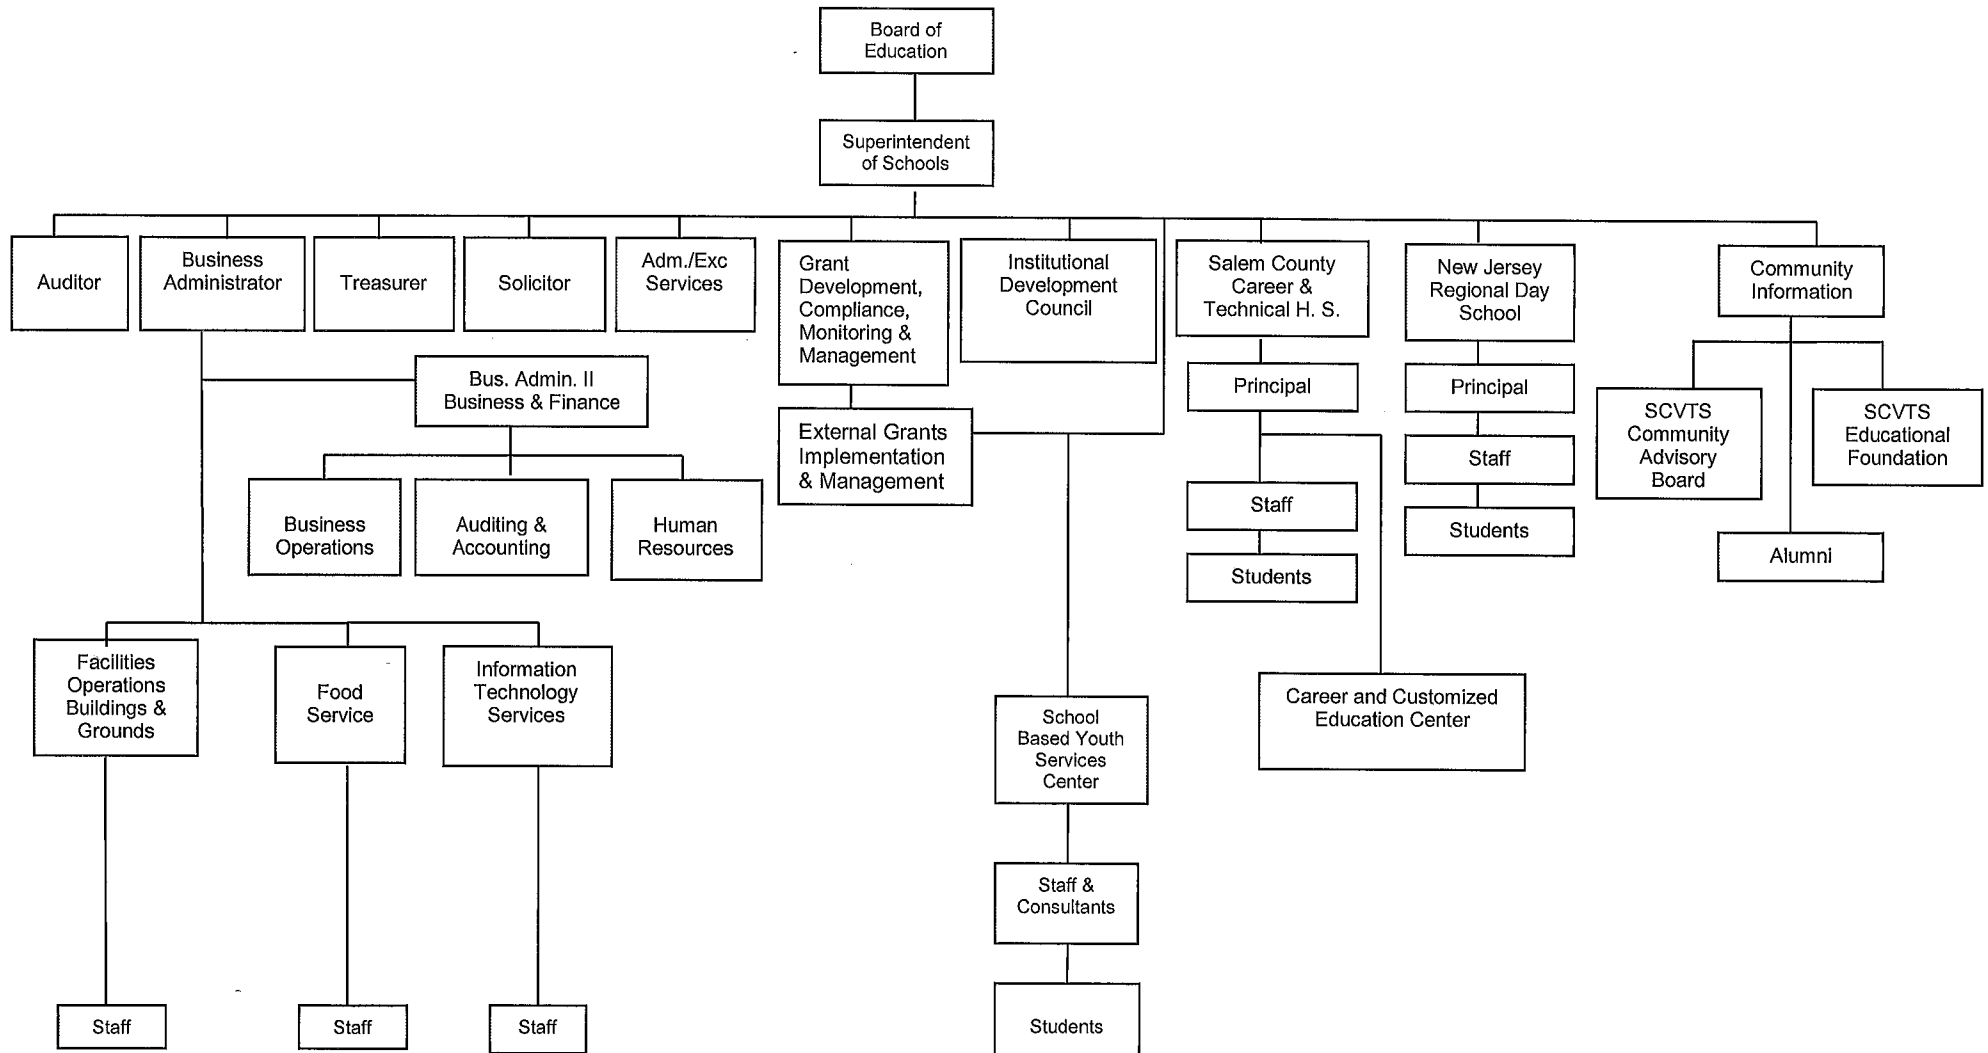 Board of
Education
Superintendent
of Schools
Auditor
Business
Administrator
Treasurer
Solicitor
Adm./Exc
Services
Grant
Development,
Compliance,
Monitoring &
Management
Institutional
Development
Council
Salem County
Career &
Technical H. S.
New Jersey
Regional Day
School
Community
Information
Bus. Admin. II
Business & Finance
External Grants
Implementation
& Management
Principal
Principal
SCVTS
Community
Advisory
Board
SCVTS
Educational
Foundation
Business
Operations
Auditing &
Accounting
Human
Resources
Staff
Students
Staff
Students
Alumni
Facilities
Operations
Buildings &
Grounds
Food
Service
Information
Technology
Services
School
Based Youth
Services
Center
Career and Customized
Education Center
Staff &
Consultants
Staff
Staff
Staff
Students